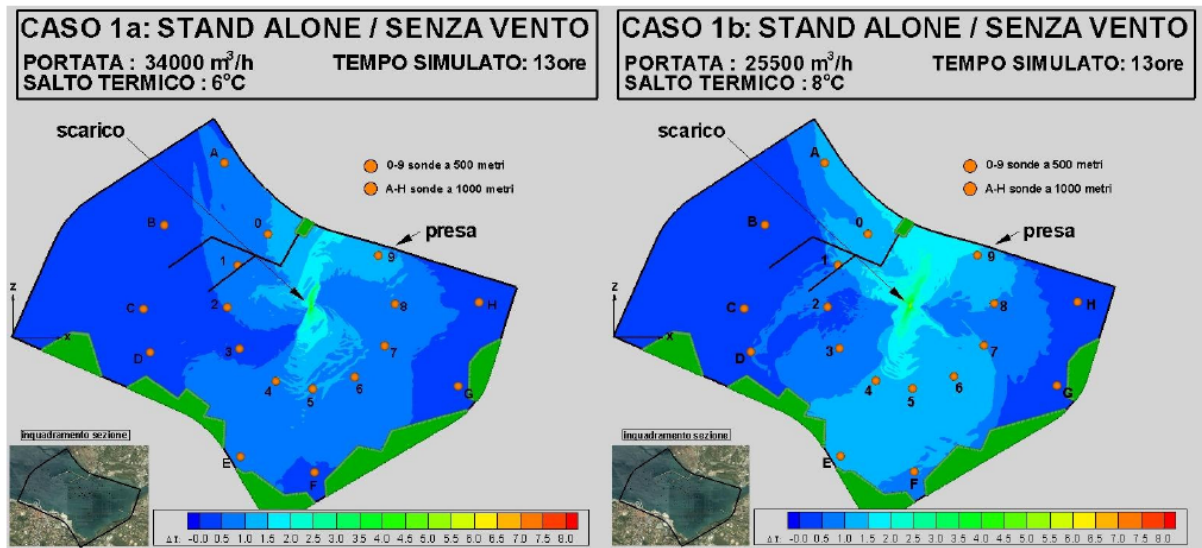 CASO 1a: STAND ALONE / SENZA VENTO
PORTATA : 34000 m³/h TEMPO SIMULATO: 13ore
SALTO TERMICO : 6°C
scarico
0-9 sonde a 500 metri
A-H sonde a 1000 metri
A
B
0
presa
1
9
z
C
2
8
H
x
D
3
7
4
5
6
G
E
F
inquadramento sezione
Δt: -0.0 0.5 1.0 1.5 2.0 2.5 3.0 3.5 4.0 4.5 5.0 5.5 6.0 6.5 7.0 7.5 8.0
CASO 1b: STAND ALONE / SENZA VENTO
PORTATA : 25500 m³/h TEMPO SIMULATO: 13ore
SALTO TERMICO : 8°C
scarico
0-9 sonde a 500 metri
A-H sonde a 1000 metri
A
B
0
presa
1
9
z
C
2
8
H
x
D
3
7
4
5
6
G
E
F
inquadramento sezione
Δt: -0.0 0.5 1.0 1.5 2.0 2.5 3.0 3.5 4.0 4.5 5.0 5.5 6.0 6.5 7.0 7.5 8.0